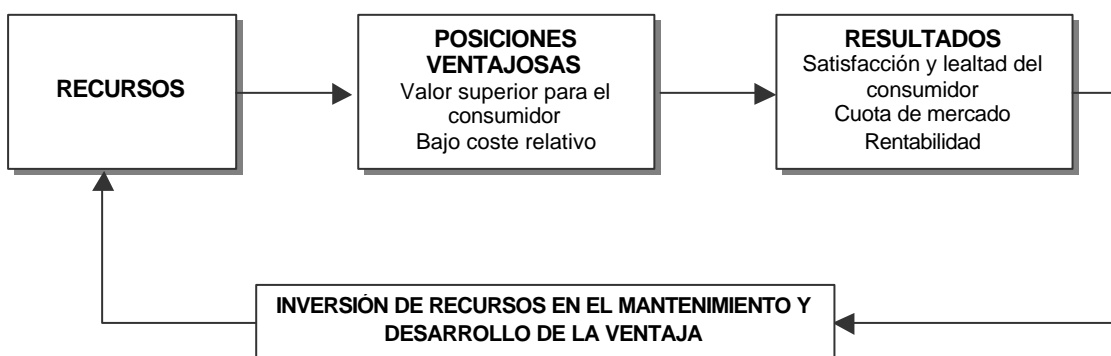 RECURSOS
POSICIONES
VENTAJOSAS
Valor superior para el
consumidor
Bajo coste relativo
RESULTADOS
Satisfacción y lealtad del
consumidor
Cuota de mercado
Rentabilidad
INVERSIÓN DE RECURSOS EN EL MANTENIMIENTO Y
DESARROLLO DE LA VENTAJA